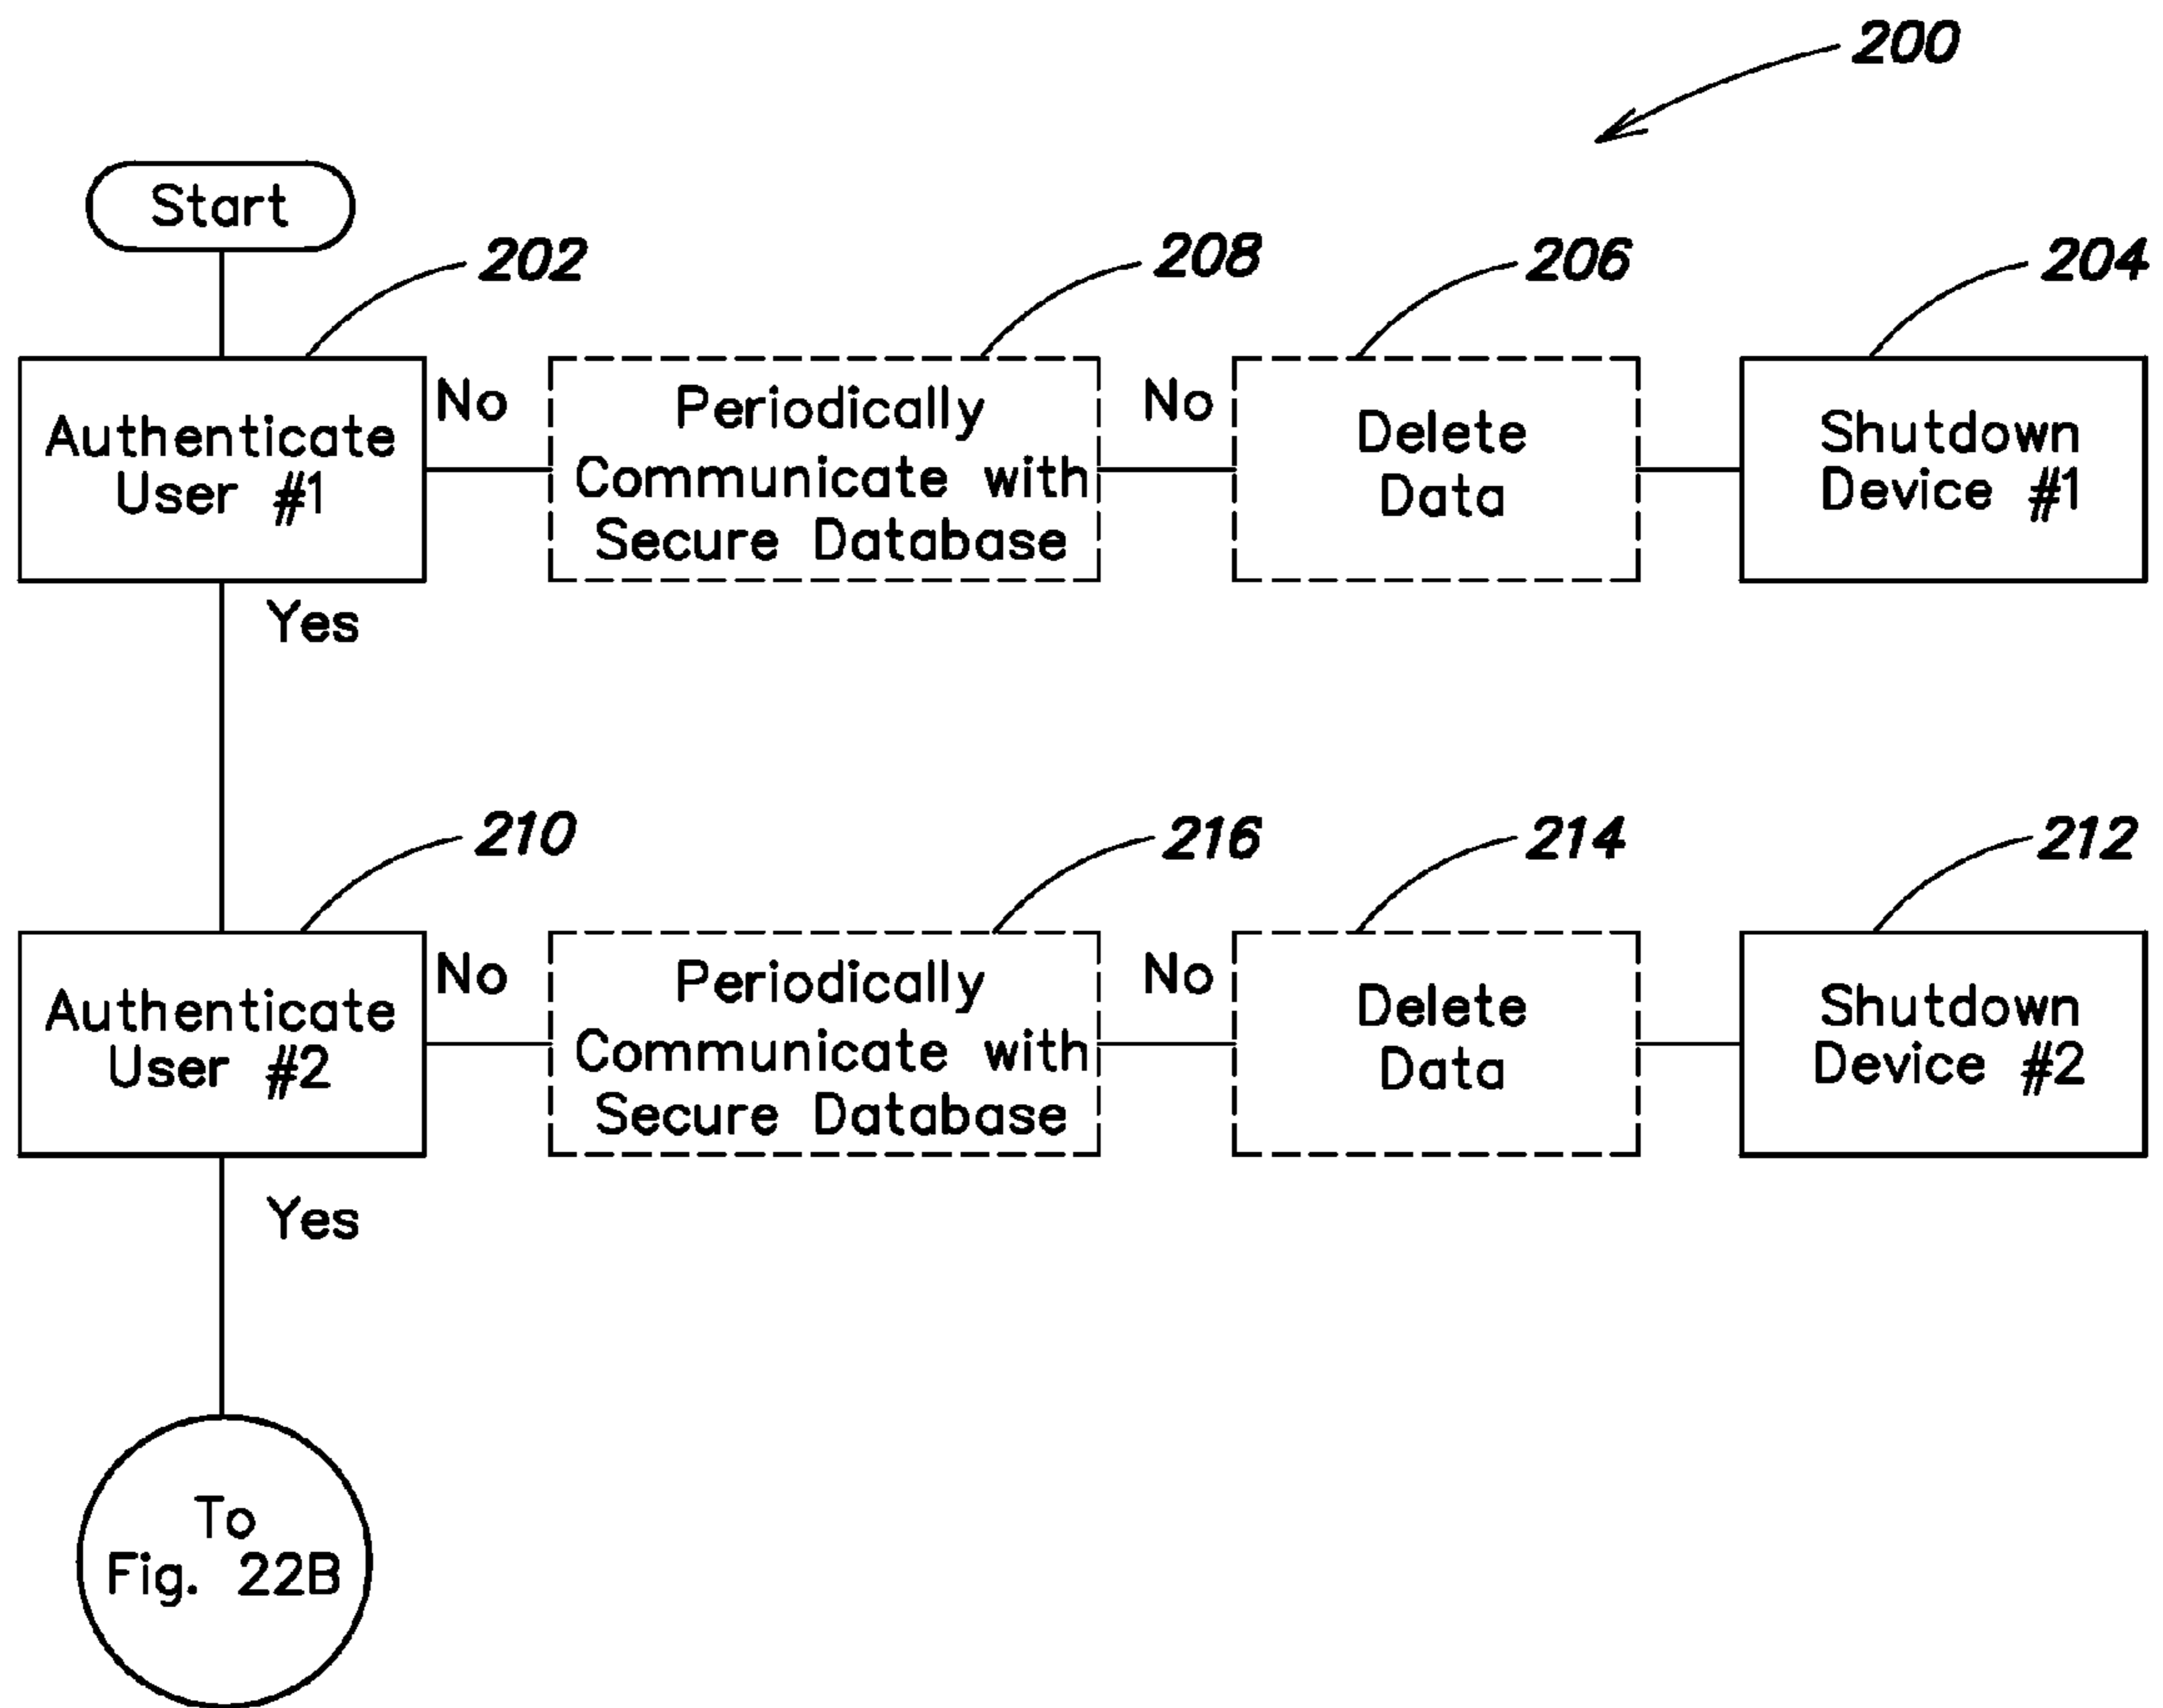 200
Start
202
208
206
204
Authenticate
User #1
No
Periodically
Communicate with
Secure Database
No
Delete
Data
Shutdown
Device #1
Yes
210
216
214
212
Authenticate
User #2
No
Periodically
Communicate with
Secure Database
No
Delete
Data
Shutdown
Device #2
Yes
To
Fig. 22B